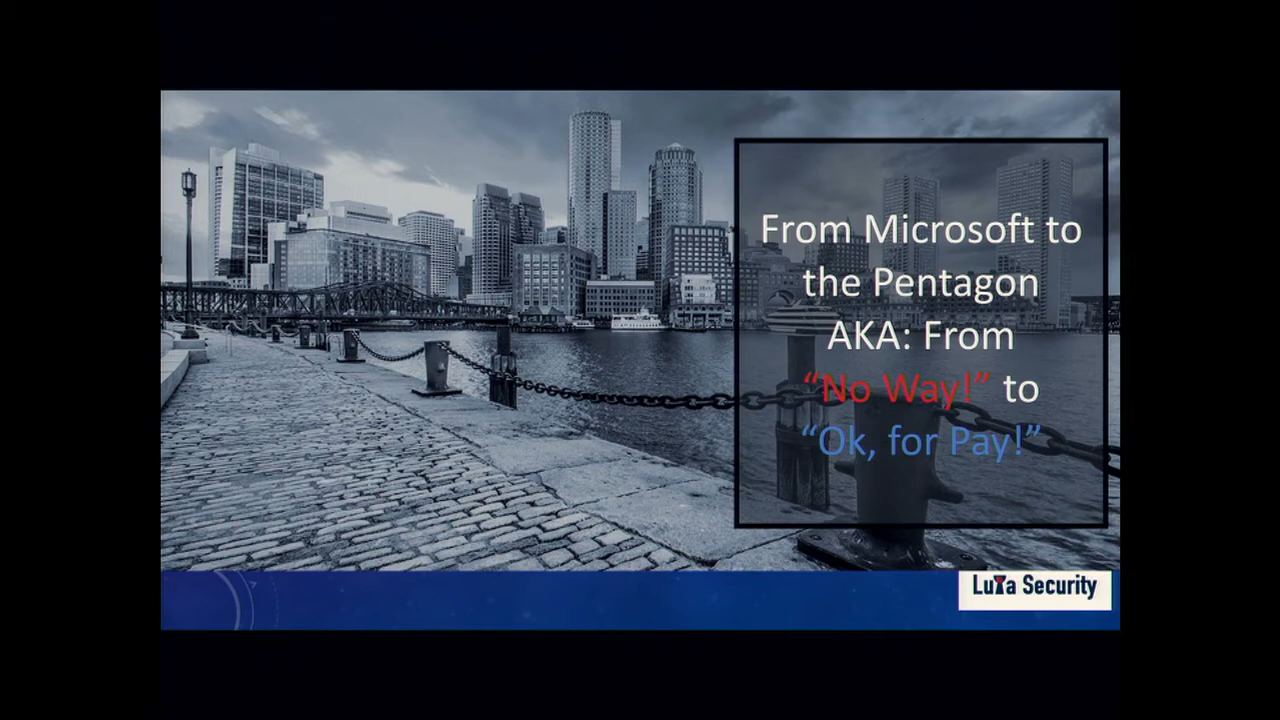 From Microsoft to
the Pentagon
AKA: From
“No Way!” to
“Ok, for Pay!”
Luta Security